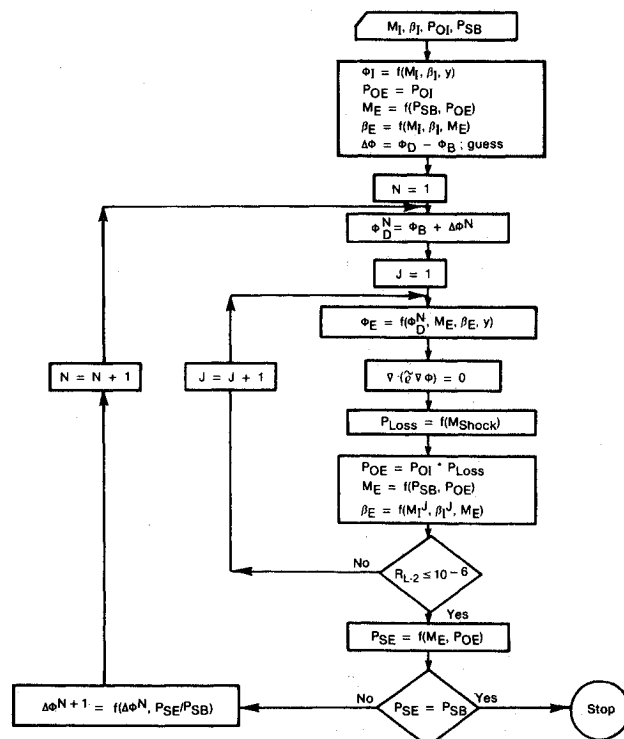 M_I, β_I, P_OI, P_SB
Φ_I = f(M_I, β_I, y)
P_OE = P_OI
M_E = f(P_SB, P_OE)
β_E = f(M_I, β_I, M_E)
ΔΦ = Φ_D − Φ_B ; guess
N = 1
Φ_D^N = Φ_B + ΔΦ^N
J = 1
Φ_E = f(Φ_D^N, M_E, β_E, y)
N = N + 1
J = J + 1
∇·(ρ̃ ∇Φ) = 0
P_Loss = f(M_Shock)
P_OE = P_OI * P_Loss
M_E = f(P_SB, P_OE)
β_E = f(M_I^J, β_I^J, M_E)
No
R_L-2 ≤ 10^−6
Yes
P_SE = f(M_E, P_OE)
ΔΦ^N+1 = f(ΔΦ^N, P_SE/P_SB)
No
P_SE = P_SB
Yes
Stop